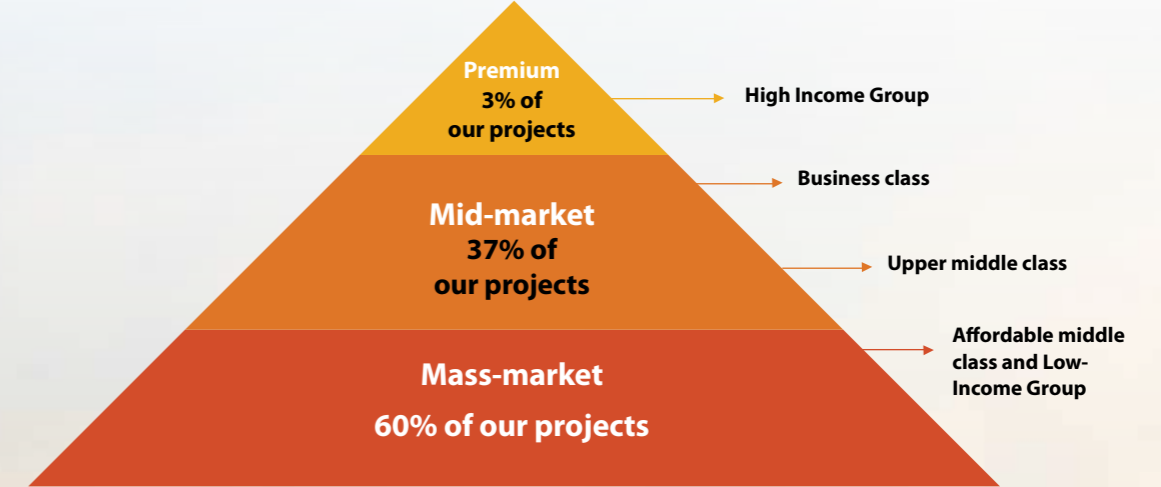 Premium
3% of
our projects
High Income Group
Business class
Mid-market
37% of
our projects
Upper middle class
Affordable middle
class and Low-
Income Group
Mass-market
60% of our projects